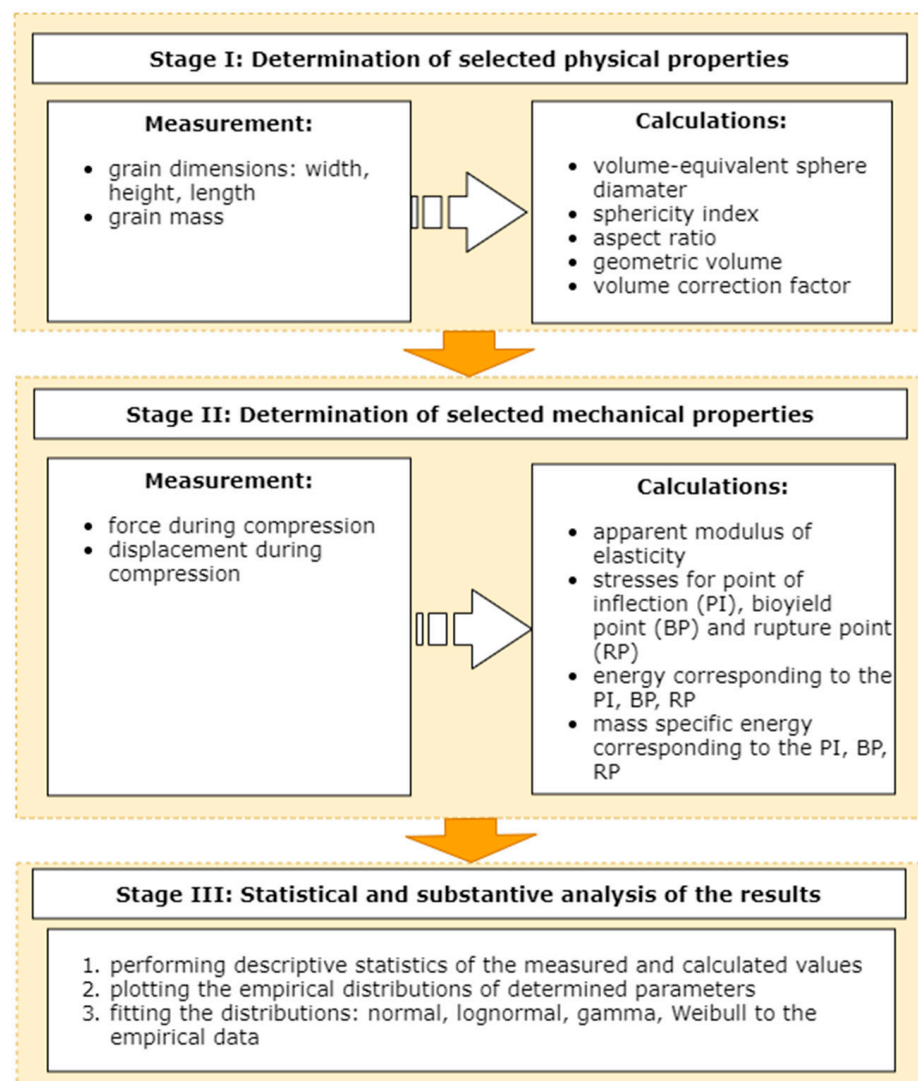 Stage I: Determination of selected physical properties
Measurement:
• grain dimensions: width,
height, length
• grain mass
Calculations:
• volume-equivalent sphere
diamater
• sphericity index
• aspect ratio
• geometric volume
• volume correction factor
Stage II: Determination of selected mechanical properties
Measurement:
• force during compression
• displacement during
compression
Calculations:
• apparent modulus of
elasticity
• stresses for point of
inflection (PI), bioyield
point (BP) and rupture point
(RP)
• energy corresponding to the
PI, BP, RP
• mass specific energy
corresponding to the PI, BP,
RP
Stage III: Statistical and substantive analysis of the results
1. performing descriptive statistics of the measured and calculated values
2. plotting the empirical distributions of determined parameters
3. fitting the distributions: normal, lognormal, gamma, Weibull to the
empirical data